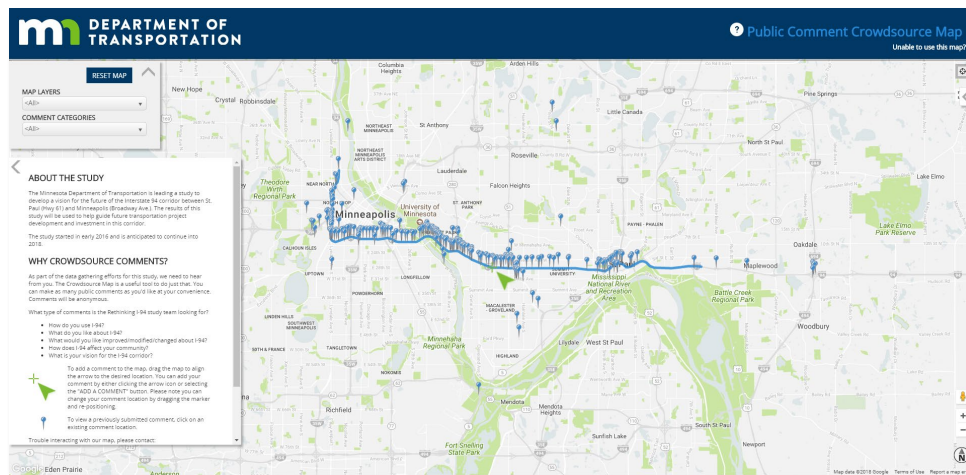 DEPARTMENT OF
TRANSPORTATION
? Public Comment Crowdsource Map
Unable to use this map?
RESET MAP
MAP LAYERS
<All>
COMMENT CATEGORIES
<All>
ABOUT THE STUDY
The Minnesota Department of Transportation is leading a study to
develop a vision for the future of the Interstate 94 corridor between St.
Paul (Hwy 61) and Minneapolis (Broadway Ave.). The results of this
study will be used to help guide future transportation project
development and investment in this corridor.
The study started in early 2016 and is anticipated to continue into
2018.
WHY CROWDSOURCE COMMENTS?
As part of the data gathering efforts for this study, we need to hear
from you. The Crowdsource Map is a useful tool to do just that. You
can make as many public comments as you'd like at your convenience.
Comments will be anonymous.
What type of comments is the Rethinking I-94 study team looking for?
• How do you use I-94?
• What do you like about I-94?
• What would you like improved/modified/changed about I-94?
• How does I-94 affect your community?
• What is your vision for the I-94 corridor?
To add a comment to the map, drag the map to align
the arrow to the desired location. You can add your
comment by either clicking the arrow icon or selecting
the "ADD A COMMENT" button. Please note you can
change your comment location by dragging the marker
and re-positioning.
To view a previously submitted comment, click on an
existing comment location.
Trouble interacting with our map, please contact:
Columbia
Heights
Arden Hills
New Hope
Crystal
Robbinsdale
Pine Springs
Little Canada
NORTHEAST
MINNEAPOLIS
St Anthony
North St Paul
NORTHEAST
MINNEAPOLIS
ARTS DISTRICT
Roseville
Lauderdale
Lake Elmo
Theodore
Wirth
Regional Park
NEAR NORTH
Falcon Heights
University of
Minnesota
ST. ANTHONY
PARK
Minneapolis
PAYNE - PHALEN
Lake Elmo
Park Reserve
CALHOUN ISLES
Oakdale
UPTOWN
LONGFELLOW
UNIVERSITY
Maplewood
Mississippi
National River
and Recreation
Area
POWDERHORN
MACALESTER
GROVELAND
Battle Creek
Regional Park
LINDEN HILLS
SOUTHWEST
MINNEAPOLIS
Woodbury
50TH & FRANCE
TANGLETOWN
Minnehaha
Regional Park
Lilydale
West St Paul
HIGHLAND
NOKOMIS
Richfield
Mendota
Mendota
Heights
South St Paul
Sunfish Lake
Newport
Fort Snelling
State Park
Google
Eden Prairie
Map data ©2018 Google
Terms of Use
Report a map er